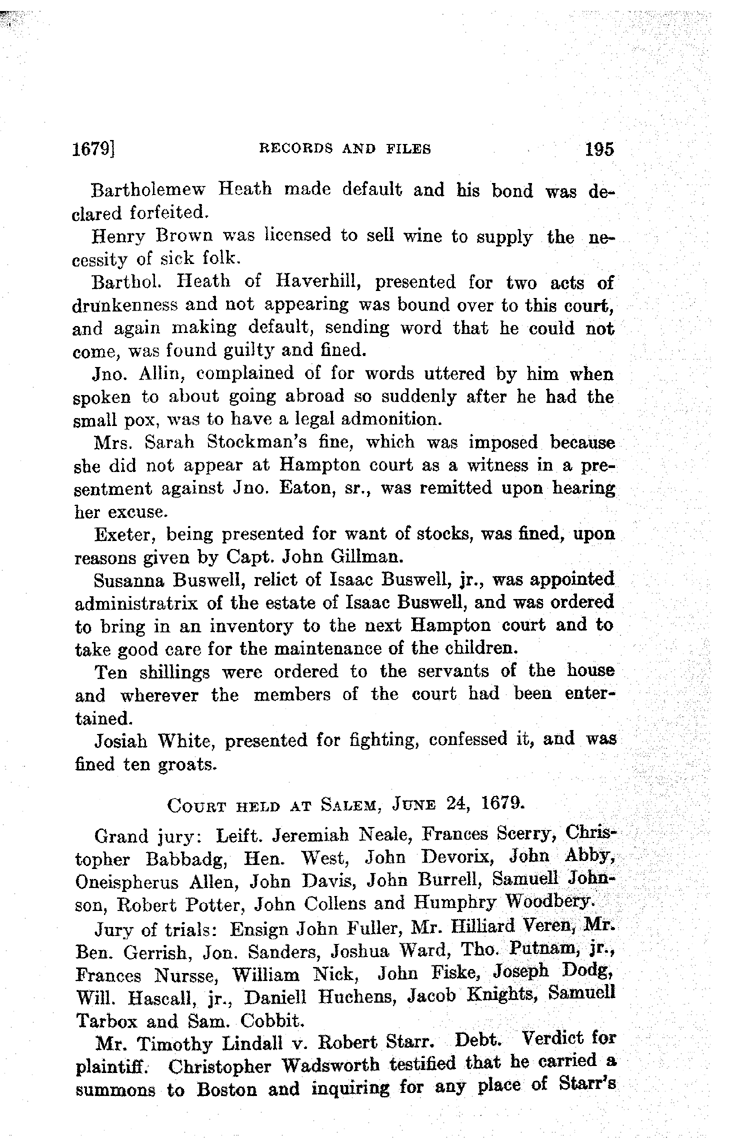 1679] RECORDS AND FILES 195
Bartholemew Heath made default and his bond was de-
clared forfeited.
Henry Brown was licensed to sell wine to supply the ne-
cessity of sick folk.
Barthol. Heath of Haverhill, presented for two acts of
drunkenness and not appearing was bound over to this court,
and again making default, sending word that he could not
come, was found guilty and fined.
Jno. Allin, complained of for words uttered by him when
spoken to about going abroad so suddenly after he had the
small pox, was to have a legal admonition.
Mrs. Sarah Stockman's fine, which was imposed because
she did not appear at Hampton court as a witness in a pre-
sentment against Jno. Eaton, sr., was remitted upon hearing
her excuse.
Exeter, being presented for want of stocks, was fined, upon
reasons given by Capt. John Gillman.
Susanna Buswell, relict of Isaac Buswell, jr., was appointed
administratrix of the estate of Isaac Buswell, and was ordered
to bring in an inventory to the next Hampton court and to
take good care for the maintenance of the children.
Ten shillings were ordered to the servants of the house
and wherever the members of the court had been enter-
tained.
Josiah White, presented for fighting, confessed it, and was
fined ten groats.
COURT HELD AT SALEM, JUNE 24, 1679.
Grand jury: Leift. Jeremiah Neale, Frances Scerry, Chris-
topher Babbadg, Hen. West, John Devorix, John Abby,
Oneispherus Allen, John Davis, John Burrell, Samuell John-
son, Robert Potter, John Collens and Humphry Woodbery.
Jury of trials: Ensign John Fuller, Mr. Hilliard Veren, Mr.
Ben. Gerrish, Jon. Sanders, Joshua Ward, Tho. Putnam, jr.,
Frances Nursse, William Nick, John Fiske, Joseph Dodg,
Will. Hascall, jr., Daniell Huchens, Jacob Knights, Samuell
Tarbox and Sam. Cobbit.
Mr. Timothy Lindall v. Robert Starr. Debt. Verdict for
plaintiff. Christopher Wadsworth testified that he carried a
summons to Boston and inquiring for any place of Starr's